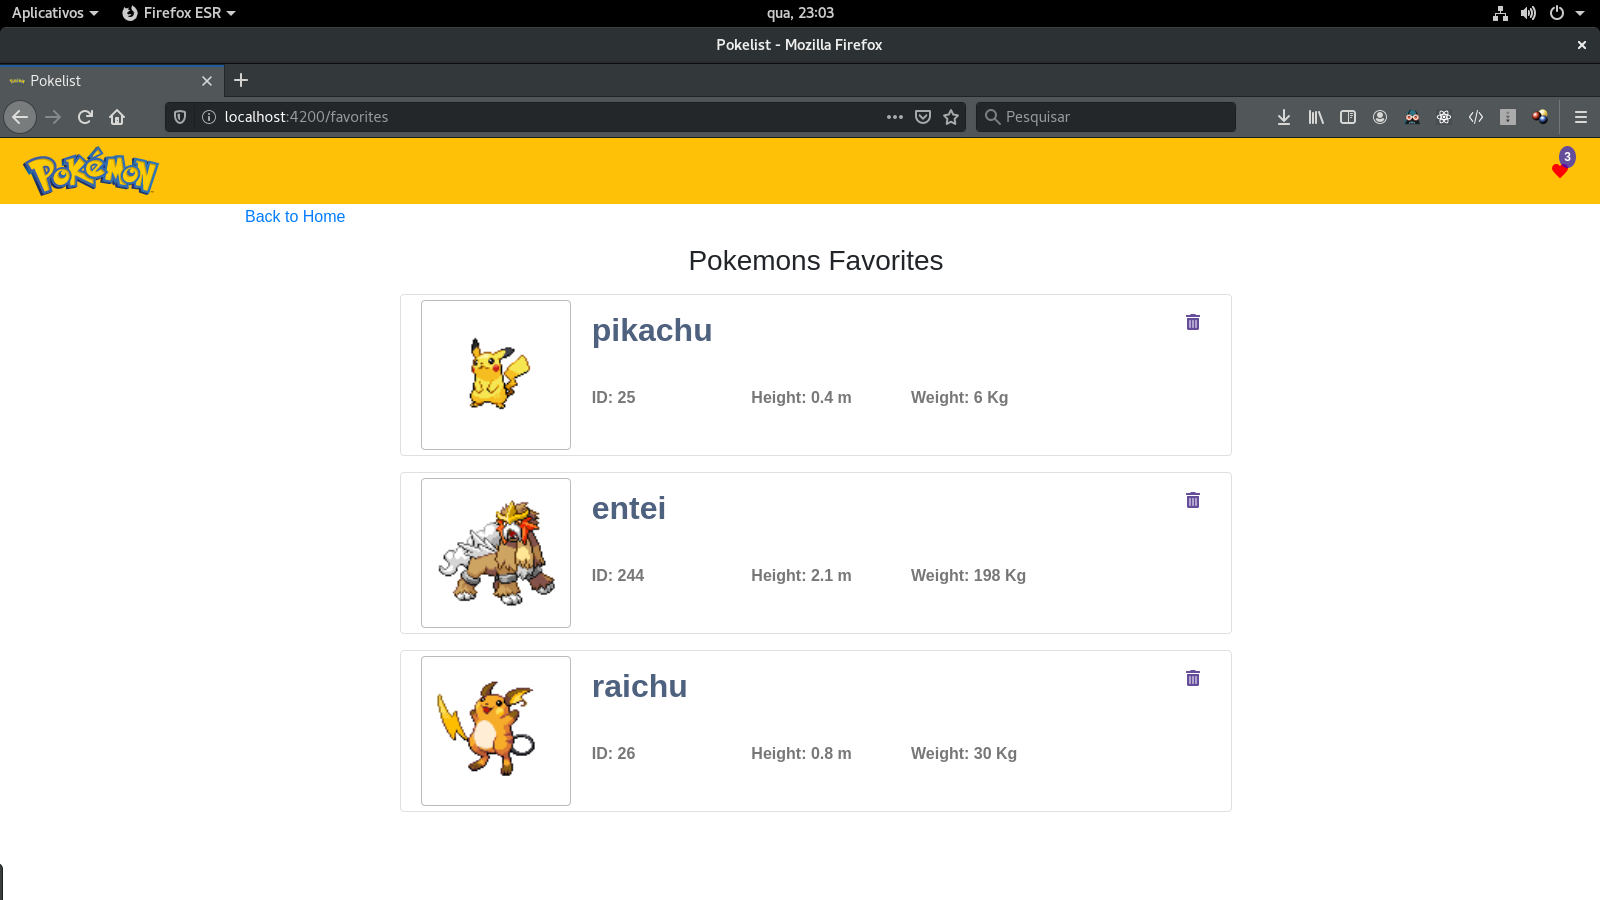 Aplicativos Firefox ESR qua, 23:03
Pokelist - Mozilla Firefox
Pokelist
localhost:4200/favorites Pesquisar
POKéMON 3
Back to Home
Pokemons Favorites
pikachu
ID: 25 Height: 0.4 m Weight: 6 Kg
entei
ID: 244 Height: 2.1 m Weight: 198 Kg
raichu
ID: 26 Height: 0.8 m Weight: 30 Kg